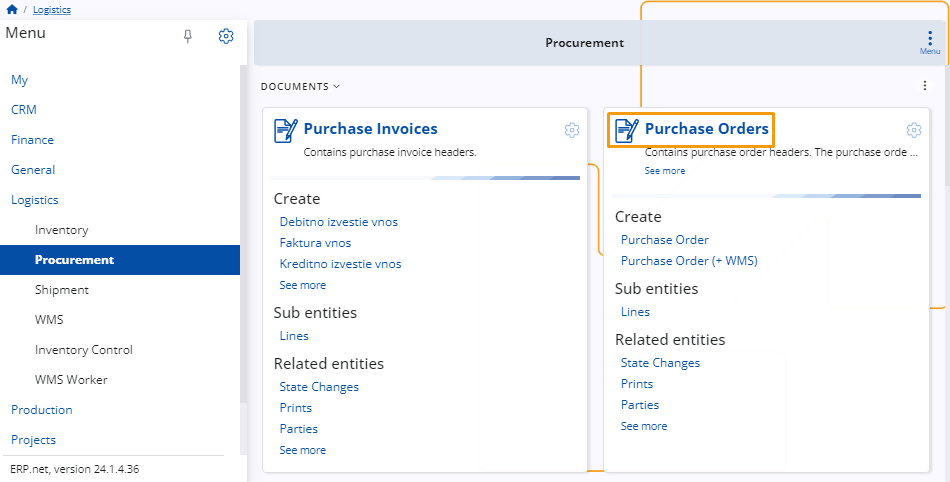 / Logistics
Menu
My
CRM
Finance
General
Logistics
Inventory
Procurement
Shipment
WMS
Inventory Control
WMS Worker
Production
Projects
ERP.net, version 24.1.4.36
Procurement
Menu
DOCUMENTS
Purchase Invoices
Contains purchase invoice headers.
Create
Debitno izvestie vnos
Faktura vnos
Kreditno izvestie vnos
See more
Sub entities
Lines
Related entities
State Changes
Prints
Parties
See more
Purchase Orders
Contains purchase order headers. The purchase orde ...
See more
Create
Purchase Order
Purchase Order (+ WMS)
Sub entities
Lines
Related entities
State Changes
Prints
Parties
See more